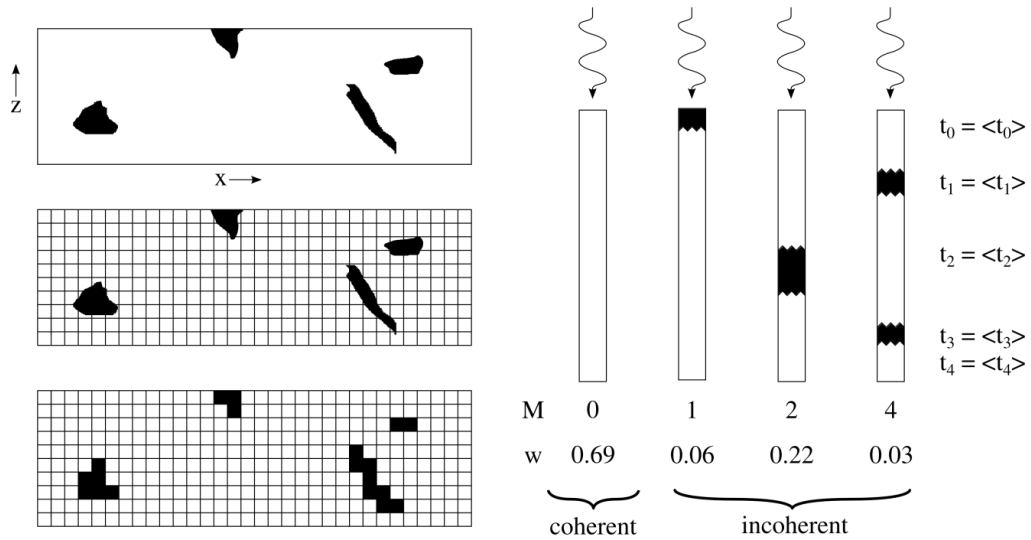 z
x
t₀ = <t₀>
t₁ = <t₁>
t₂ = <t₂>
t₃ = <t₃>
t₄ = <t₄>
M 0 1 2 4
w 0.69 0.06 0.22 0.03
coherent incoherent